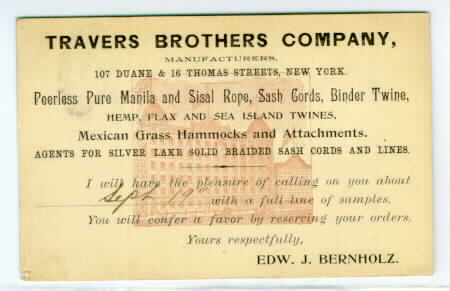 TRAVERS BROTHERS COMPANY,
MANUFACTURERS,
107 DUANE & 16 THOMAS STREETS, NEW YORK.
Peerless Pure Manila and Sisal Rope, Sash Cords, Binder Twine,
HEMP, FLAX AND SEA ISLAND TWINES,
Mexican Grass Hammocks and Attachments.
AGENTS FOR SILVER LAKE SOLID BRAIDED SASH CORDS AND LINES.
I will have the pleasure of calling on you about
Sept 19th with a full line of samples.
You will confer a favor by reserving your orders.
Yours respectfully,
EDW. J. BERNHOLZ.